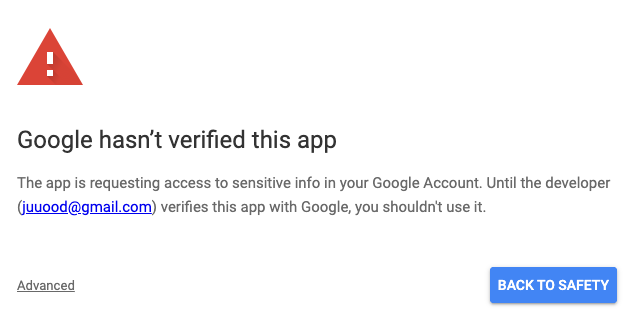 Google hasn’t verified this app
The app is requesting access to sensitive info in your Google Account. Until the developer
(juuood@gmail.com) verifies this app with Google, you shouldn't use it.
Advanced
BACK TO SAFETY